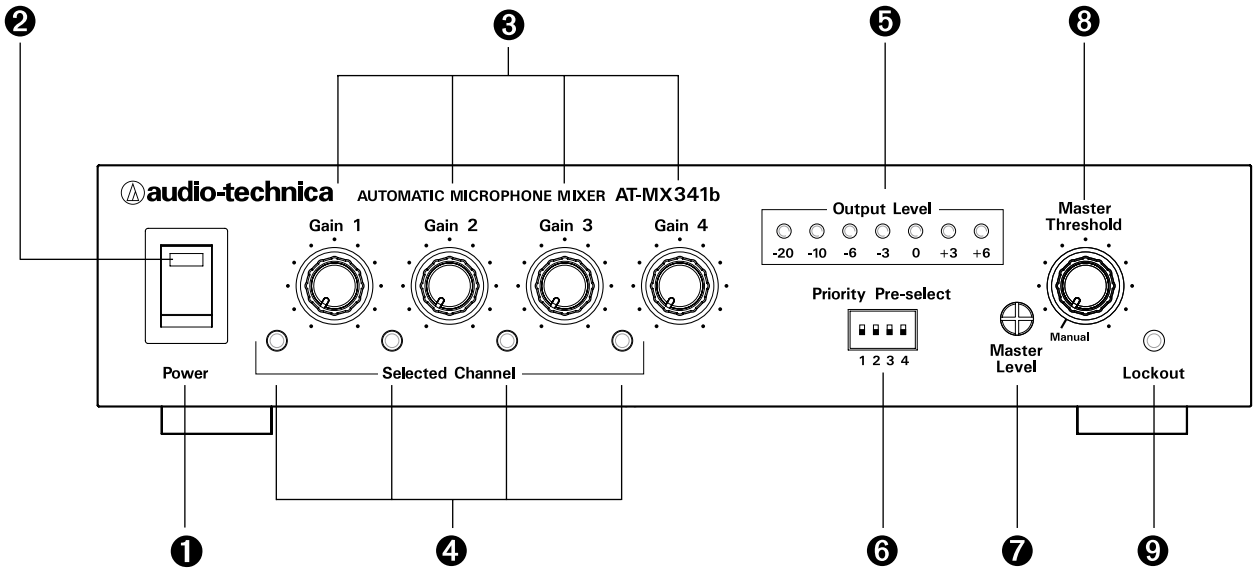 ❷ ❸ ❺ ❽
audio-technica AUTOMATIC MICROPHONE MIXER AT-MX341b
Gain 1 Gain 2 Gain 3 Gain 4
Output Level
-20 -10 -6 -3 0 +3 +6
Master
Threshold
Priority Pre-select
Manual
1 2 3 4
Master
Level
Power
Selected Channel
Lockout
❶ ❹ ❻ ❼ ❾